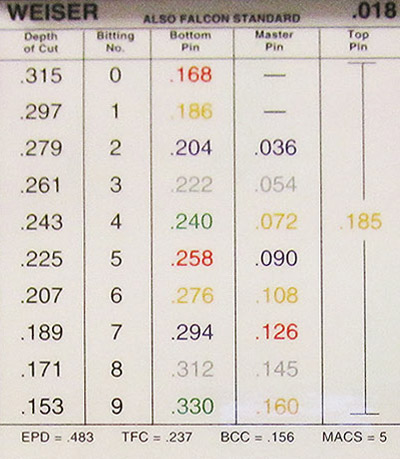 WEISER ALSO FALCON STANDARD .018
Depth of Cut Bitting No. Bottom Pin Master Pin Top Pin
.315 0 .168 —
.297 1 .186 —
.279 2 .204 .036
.261 3 .222 .054
.243 4 .240 .072 .185
.225 5 .258 .090
.207 6 .276 .108
.189 7 .294 .126
.171 8 .312 .145
.153 9 .330 .160
EPD = .483 TFC = .237 BCC = .156 MACS = 5